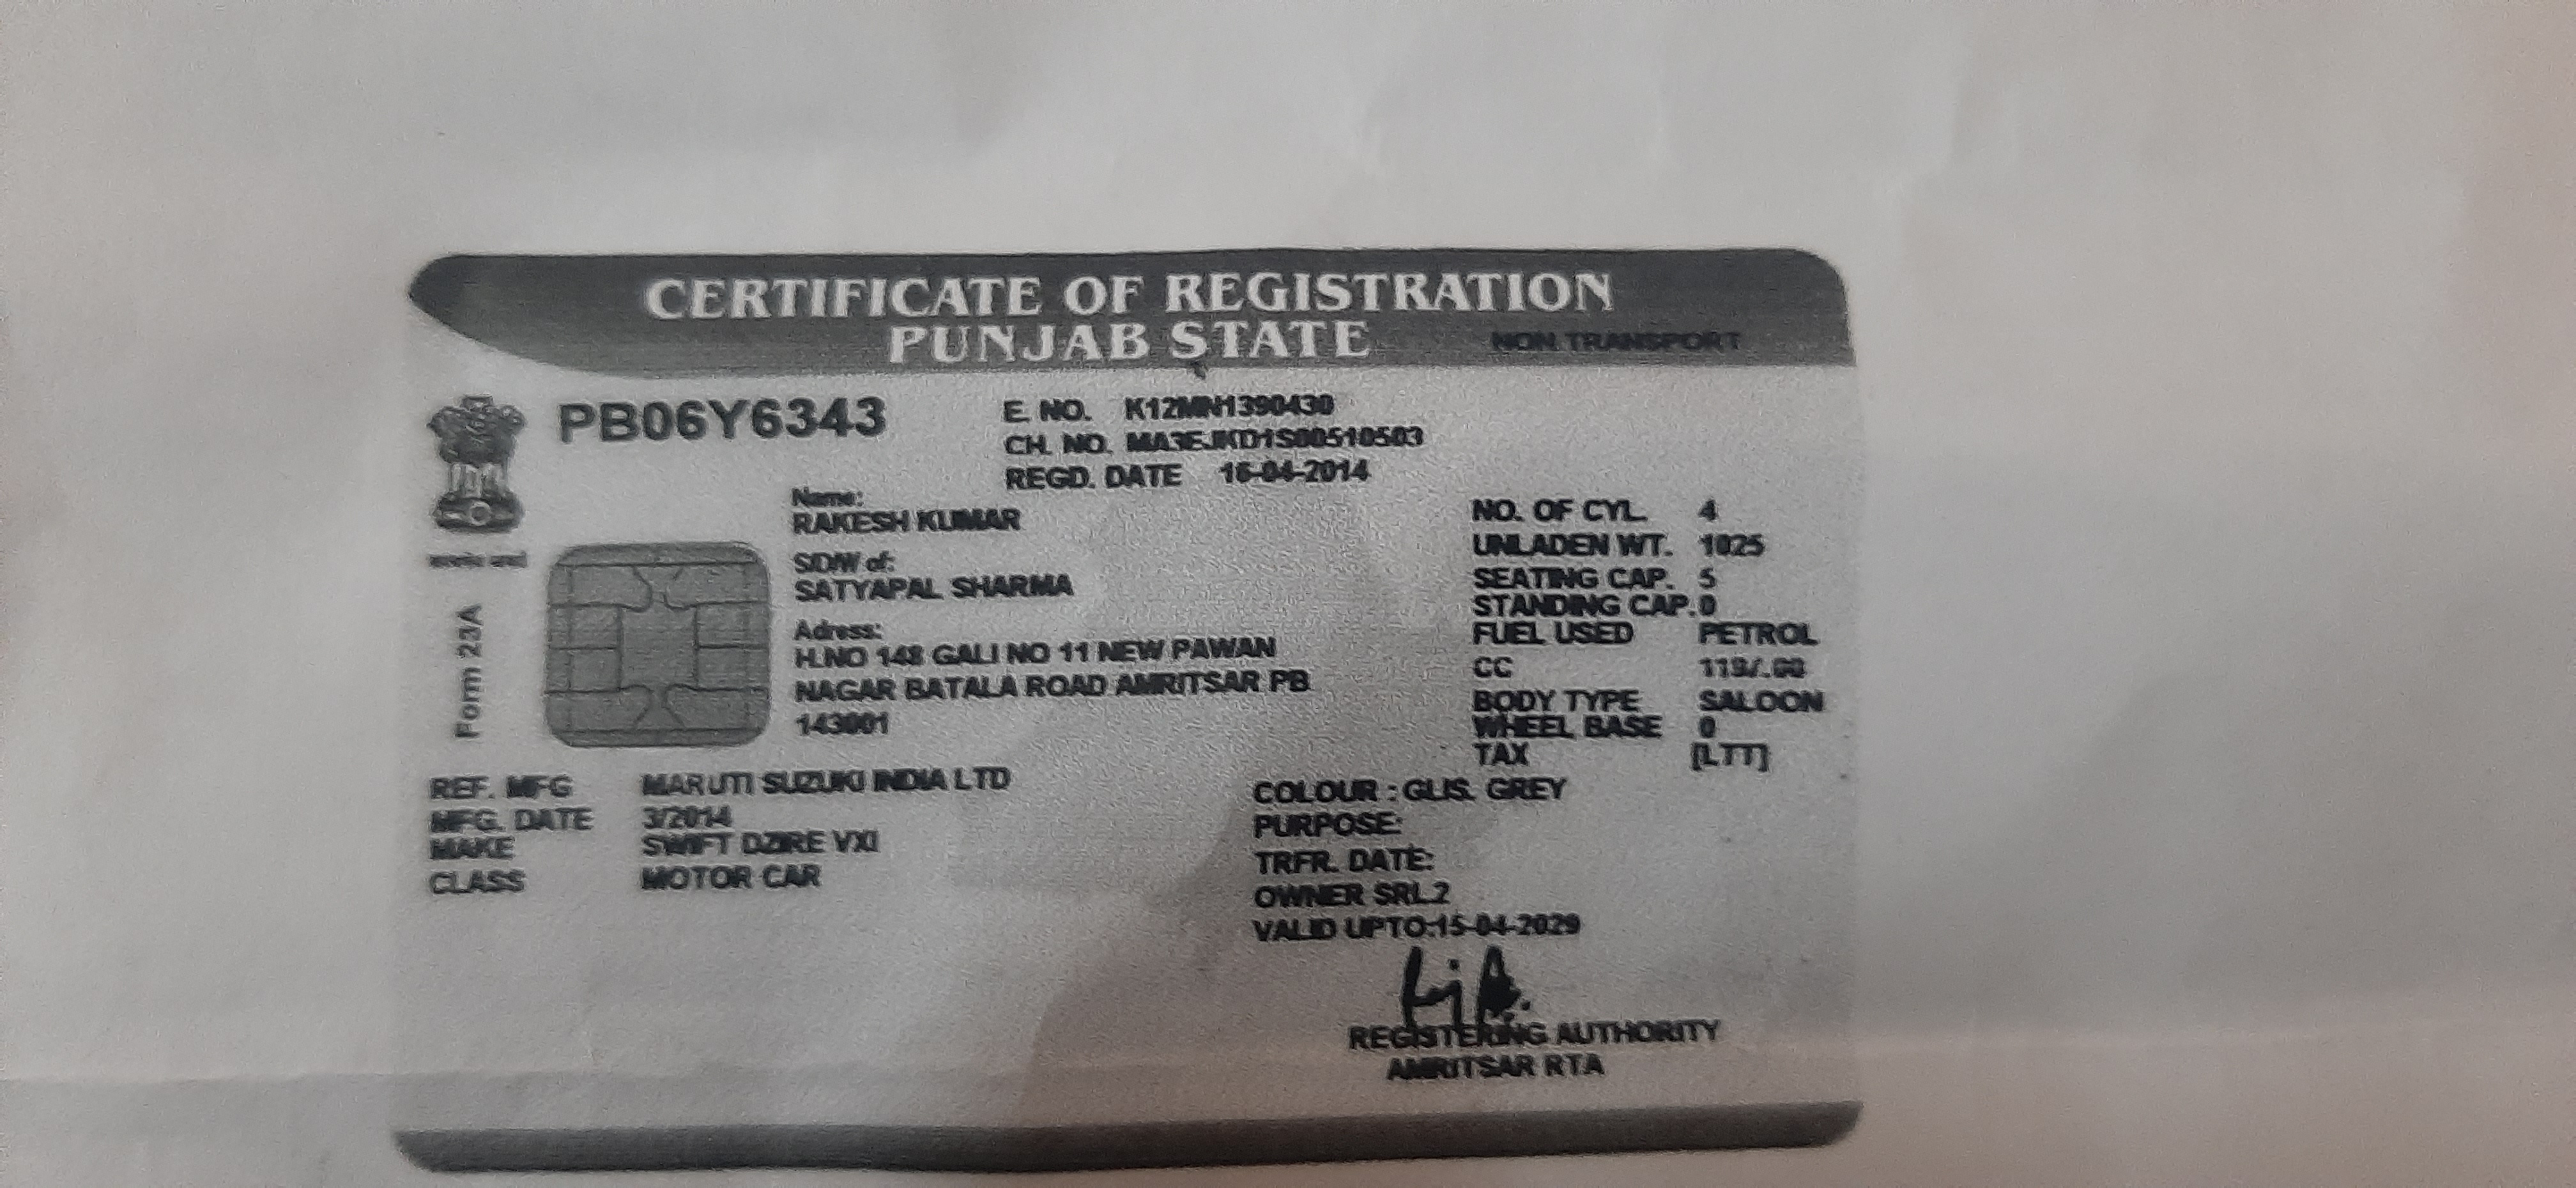 CERTIFICATE OF REGISTRATION
PUNJAB STATE
NON TRANSPORT
PB06Y6343
E. NO. K12MN1390430
CH. NO. MA3EJKD1S00510503
REGD. DATE 16-04-2014
Name:
RAKESH KUMAR
S/D/W of:
SATYAPAL SHARMA
Adress:
H.NO 148 GALI NO 11 NEW PAWAN
NAGAR BATALA ROAD AMRITSAR PB
143001
Form 23A
NO. OF CYL. 4
UNLADEN WT. 1025
SEATING CAP. 5
STANDING CAP. 0
FUEL USED PETROL
CC
BODY TYPE SALOON
WHEEL BASE 0
TAX [LTT]
REF. MFG MARUTI SUZUKI INDIA LTD
MFG. DATE 3/2014
MAKE SWIFT DZIRE VXI
CLASS MOTOR CAR
COLOUR : GLIS. GREY
PURPOSE:
TRFR. DATE:
OWNER SRL.2
VALID UPTO:15-04-2029
REGISTERING AUTHORITY
AMRITSAR RTA